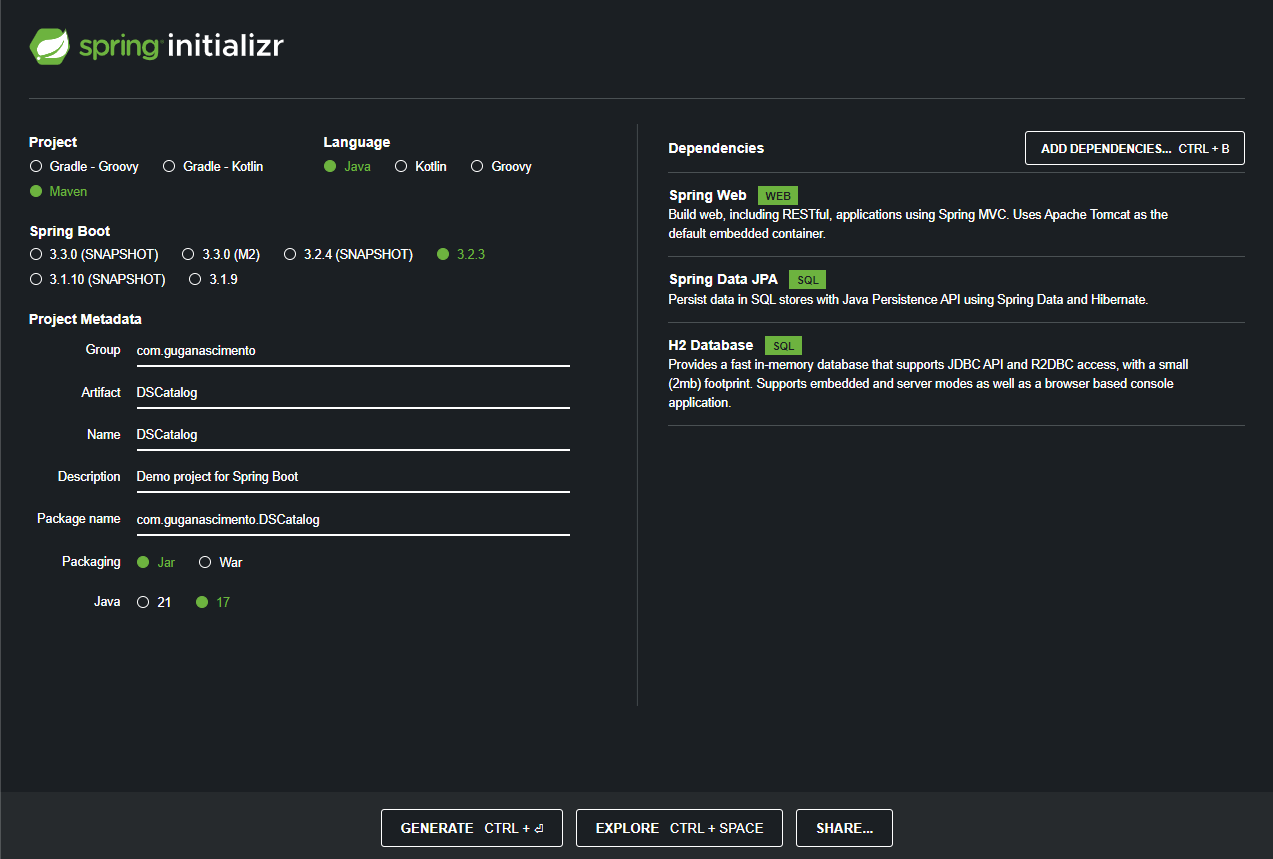 spring initializr
Project
Gradle - Groovy Gradle - Kotlin
Maven
Language
Java Kotlin Groovy
Spring Boot
3.3.0 (SNAPSHOT) 3.3.0 (M2) 3.2.4 (SNAPSHOT) 3.2.3
3.1.10 (SNAPSHOT) 3.1.9
Project Metadata
Group com.guganascimento
Artifact DSCatalog
Name DSCatalog
Description Demo project for Spring Boot
Package name com.guganascimento.DSCatalog
Packaging Jar War
Java 21 17
Dependencies
ADD DEPENDENCIES... CTRL + B
Spring Web WEB
Build web, including RESTful, applications using Spring MVC. Uses Apache Tomcat as the
default embedded container.
Spring Data JPA SQL
Persist data in SQL stores with Java Persistence API using Spring Data and Hibernate.
H2 Database SQL
Provides a fast in-memory database that supports JDBC API and R2DBC access, with a small
(2mb) footprint. Supports embedded and server modes as well as a browser based console
application.
GENERATE CTRL + ⏎
EXPLORE CTRL + SPACE
SHARE...